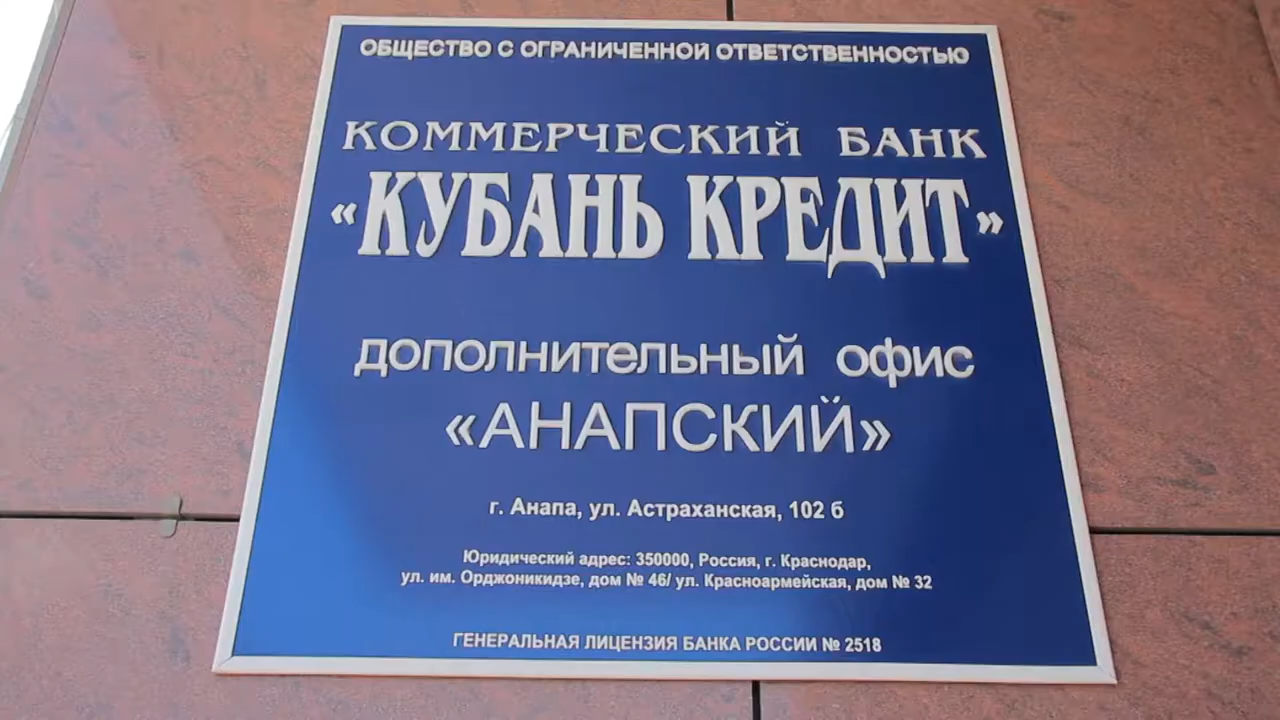 ОБЩЕСТВО С ОГРАНИЧЕННОЙ ОТВЕТСТВЕННОСТЬЮ
КОММЕРЧЕСКИЙ БАНК
«КУБАНЬ КРЕДИТ»
ДОПОЛНИТЕЛЬНЫЙ ОФИС
«АНАПСКИЙ»
г. Анапа, ул. Астраханская, 102 б
Юридический адрес: 350000, Россия, г. Краснодар,
ул. им. Орджоникидзе, дом № 46/ ул. Красноармейская, дом № 32
ГЕНЕРАЛЬНАЯ ЛИЦЕНЗИЯ БАНКА РОССИИ № 2518